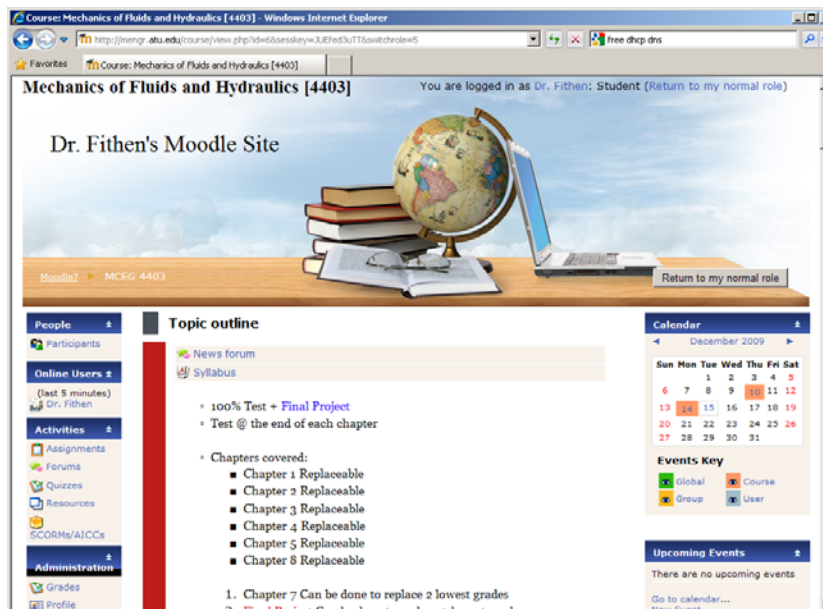 Course: Mechanics of Fluids and Hydraulics [4403] - Windows Internet Explorer
http://mengr.atu.edu/course/view.php?id=6&sesskey=JUEfed3uTT&switchrole=5
free dhcp dns
Favorites
Course: Mechanics of Fluids and Hydraulics [4403]
Mechanics of Fluids and Hydraulics [4403]
You are logged in as Dr. Fithen: Student (Return to my normal role)
Dr. Fithen's Moodle Site
Moodle? ► MCEG 4403
Return to my normal role
People
Participants
Online Users
(last 5 minutes)
Dr. Fithen
Activities
Assignments
Forums
Quizzes
Resources
SCORMs/AICCs
Administration
Grades
Profile
Topic outline
News forum
Syllabus
100% Test + Final Project
Test @ the end of each chapter
Chapters covered:
Chapter 1 Replaceable
Chapter 2 Replaceable
Chapter 3 Replaceable
Chapter 4 Replaceable
Chapter 5 Replaceable
Chapter 8 Replaceable
1. Chapter 7 Can be done to replace 2 lowest grades
Calendar
◄ December 2009 ►
Sun Mon Tue Wed Thu Fri Sat
1 2 3 4 5
6 7 8 9 10 11 12
13 14 15 16 17 18 19
20 21 22 23 24 25 26
27 28 29 30 31
Events Key
Global Course
Group User
Upcoming Events
There are no upcoming events
Go to calendar...
New Event